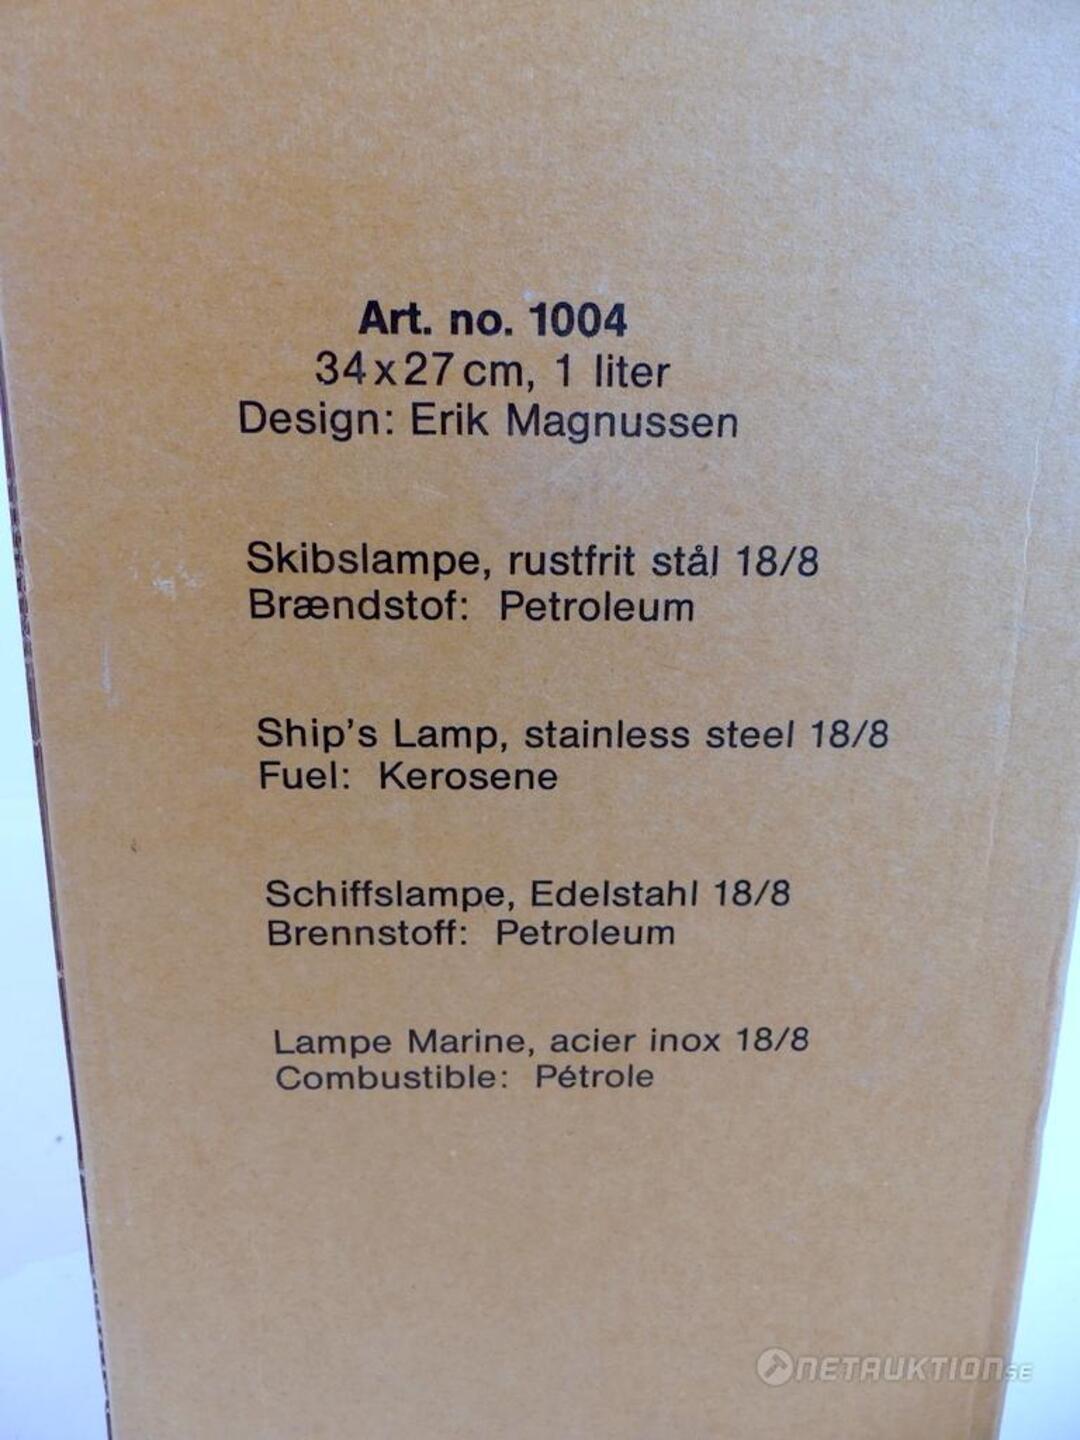 Art. no. 1004
34x27cm, 1 liter
Design: Erik Magnussen
Skibslampe, rustfrit stål 18/8
Brændstof: Petroleum
Ship's Lamp, stainless steel 18/8
Fuel: Kerosene
Schiffslampe, Edelstahl 18/8
Brennstoff: Petroleum
Lampe Marine, acier inox 18/8
Combustible: Pétrole
NETAUKTION.SE